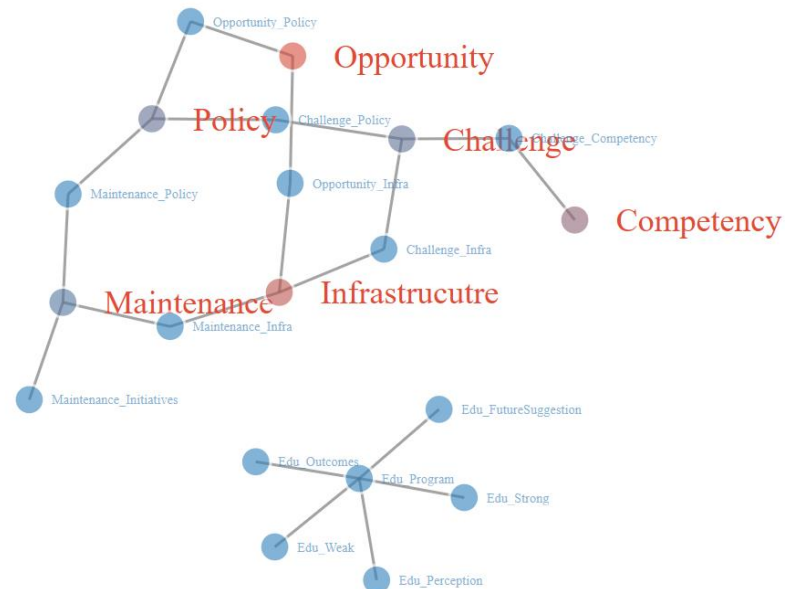 Opportunity_Policy
Opportunity
Policy
Challenge_Policy
Challenge
Challenge_Competency
Maintenance_Policy
Opportunity_Infra
Competency
Challenge_Infra
Maintenance
Infrastrucutre
Maintenance_Infra
Maintenance_Initiatives
Edu_FutureSuggestion
Edu_Outcomes
Edu_Program
Edu_Strong
Edu_Weak
Edu_Perception